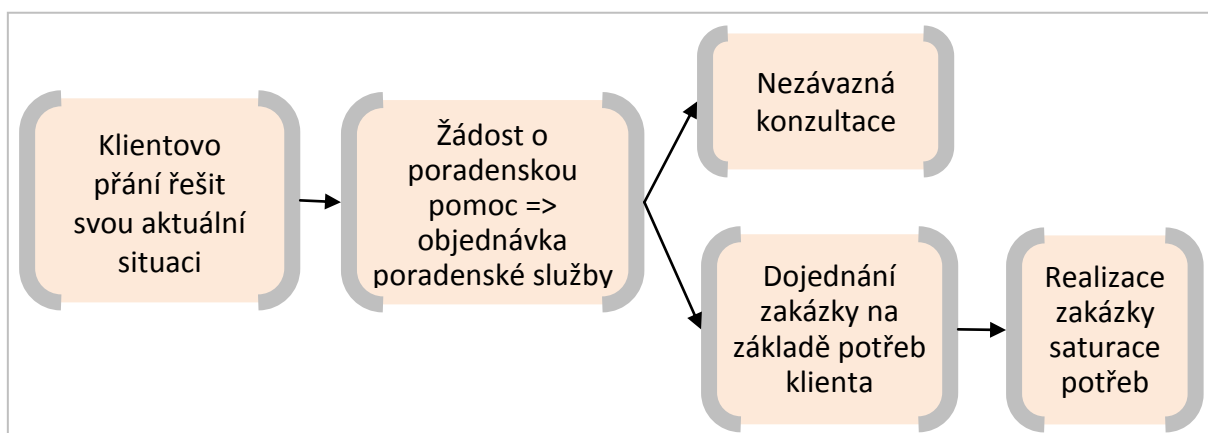 Klientovo
přání řešit
svou aktuální
situaci
Žádost o
poradenskou
pomoc =>
objednávka
poradenské služby
Nezávazná
konzultace
Dojednání
zakázky na
základě potřeb
klienta
Realizace
zakázky
saturace
potřeb